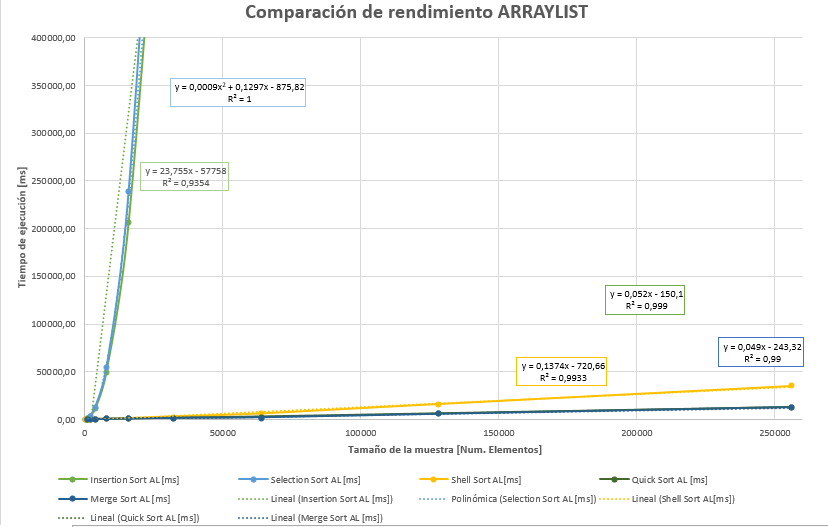 Comparación de rendimiento ARRAYLIST
400000,00
350000,00
300000,00
250000,00
200000,00
150000,00
100000,00
50000,00
0,00
Tiempo de ejecución [ms]
y = 0,0009x² + 0,1297x - 875,82
R² = 1
y = 23,755x - 57758
R² = 0,9354
y = 0,052x - 150,1
R² = 0,999
y = 0,049x - 243,32
R² = 0,99
y = 0,1374x - 720,66
R² = 0,9933
0 50000 100000 150000 200000 250000
Tamaño de la muestra [Num. Elementos]
Insertion Sort AL [ms] Selection Sort AL [ms] Shell Sort AL[ms] Quick Sort AL [ms]
Merge Sort AL [ms] Lineal (Insertion Sort AL [ms]) Polinómica (Selection Sort AL [ms]) Lineal (Shell Sort AL[ms])
Lineal (Quick Sort AL [ms]) Lineal (Merge Sort AL [ms])